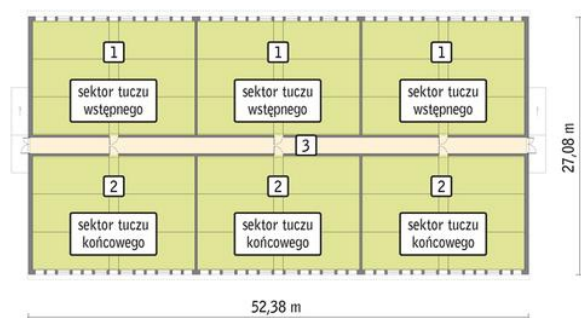 1
1
1
sektor tuczu
wstępnego
sektor tuczu
wstępnego
sektor tuczu
wstępnego
3
2
2
2
sektor tuczu
końcowego
sektor tuczu
końcowego
sektor tuczu
końcowego
27,08 m
52,38 m